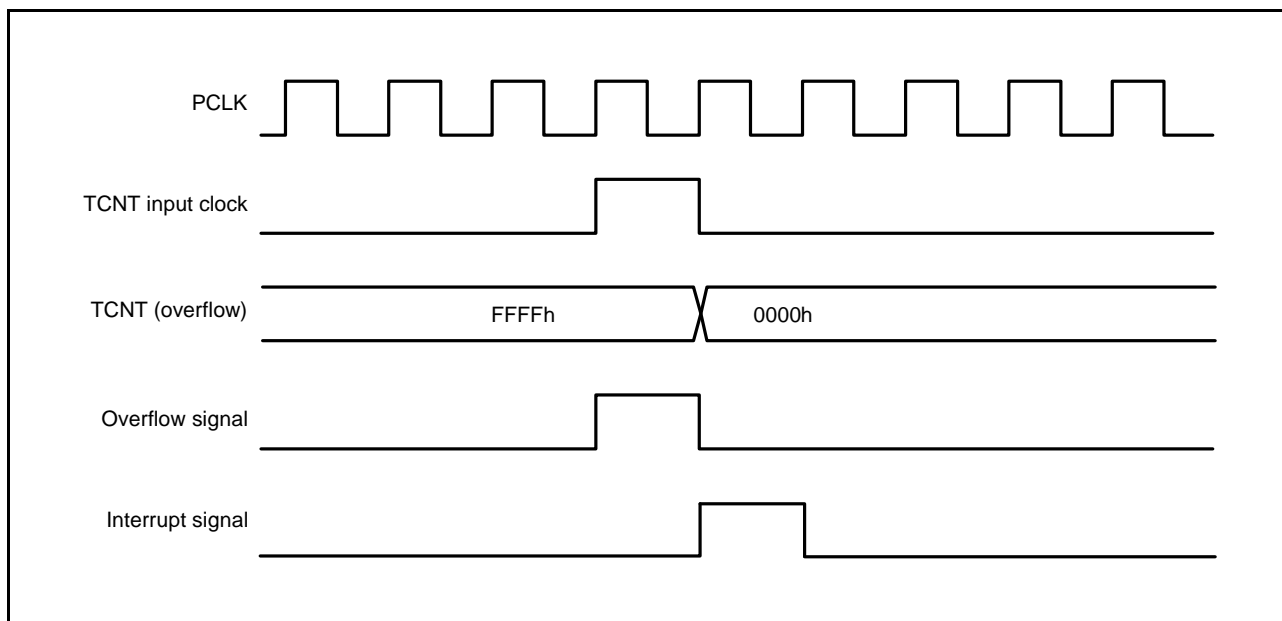 PCLK
TCNT input clock
TCNT (overflow)
FFFFh
0000h
Overflow signal
Interrupt signal